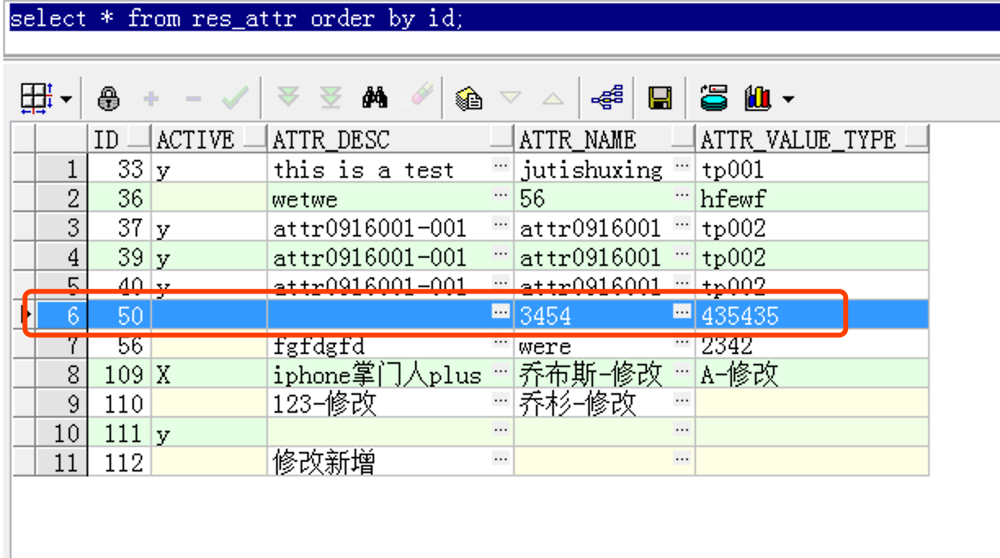 select * from res_attr order by id;
ID ACTIVE ATTR_DESC ATTR_NAME ATTR_VALUE_TYPE
1 33 y this is a test ... jutishuxing ... tp001
2 36 wetwe ... 56 ... hfewf
3 37 y attr0916001-001 ... attr0916001 ... tp002
4 39 y attr0916001-001 ... attr0916001 ... tp002
5 40 y attr0916001-001 ... attr0916001 ... tp002
6 50 ... 3454 ... 435435
7 56 fgfdgfd ... were ... 2342
8 109 X iphone掌门人plus ... 乔布斯-修改 ... A-修改
9 110 123-修改 ... 乔杉-修改 ...
10 111 y ... ...
11 112 修改新增 ... ...